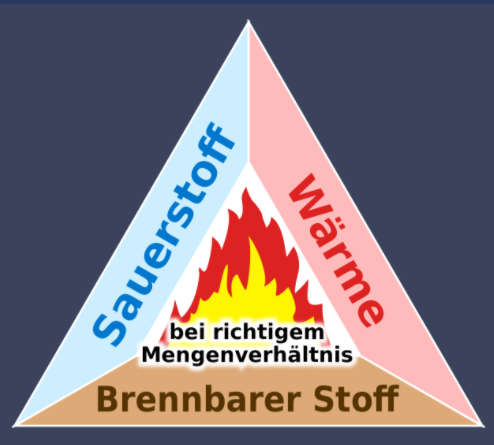 Sauerstoff
Wärme
bei richtigem
Mengenverhältnis
Brennbarer Stoff